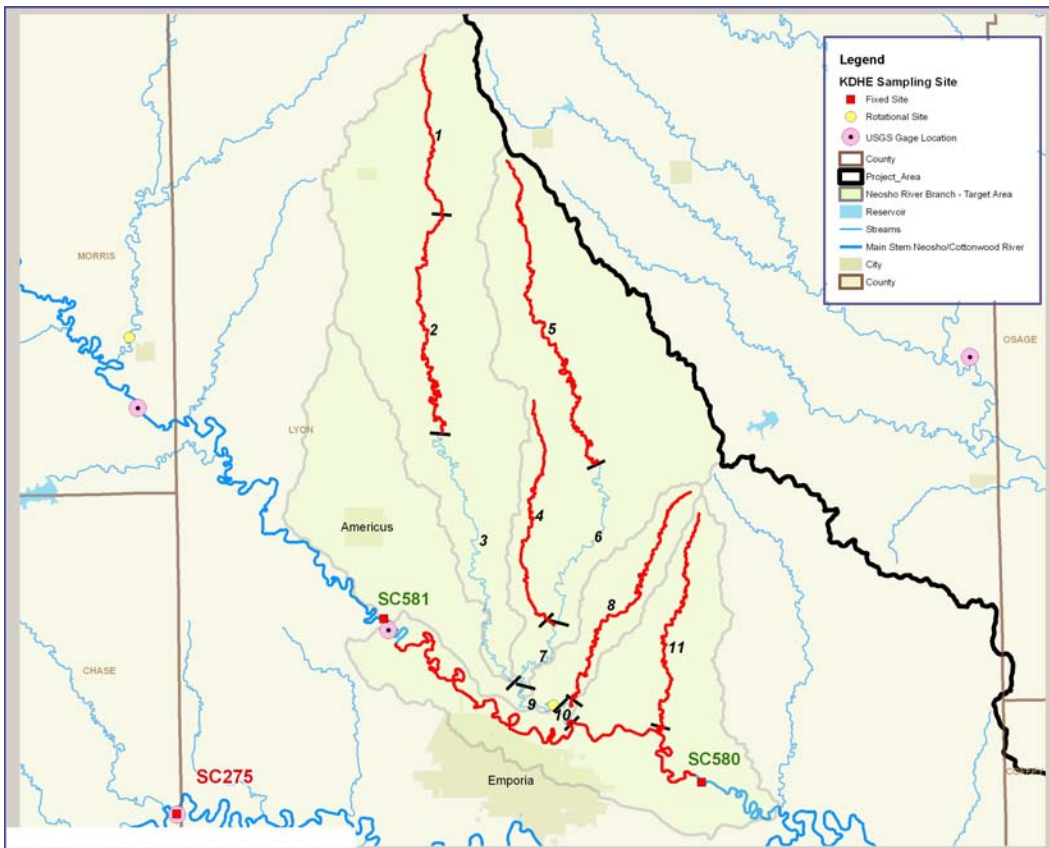 Legend
KDHE Sampling Site
Fixed Site
Rotational Site
USGS Gage Location
County
Project_Area
Neosho River Branch - Target Area
Reservoir
Streams
Main Stem Neosho/Cottonwood River
City
County
1
MORRIS
2
5
OSAGE
LYON
4
Americus
3
6
SC581
8
11
7
CHASE
9
10
SC580
SC275
Emporia